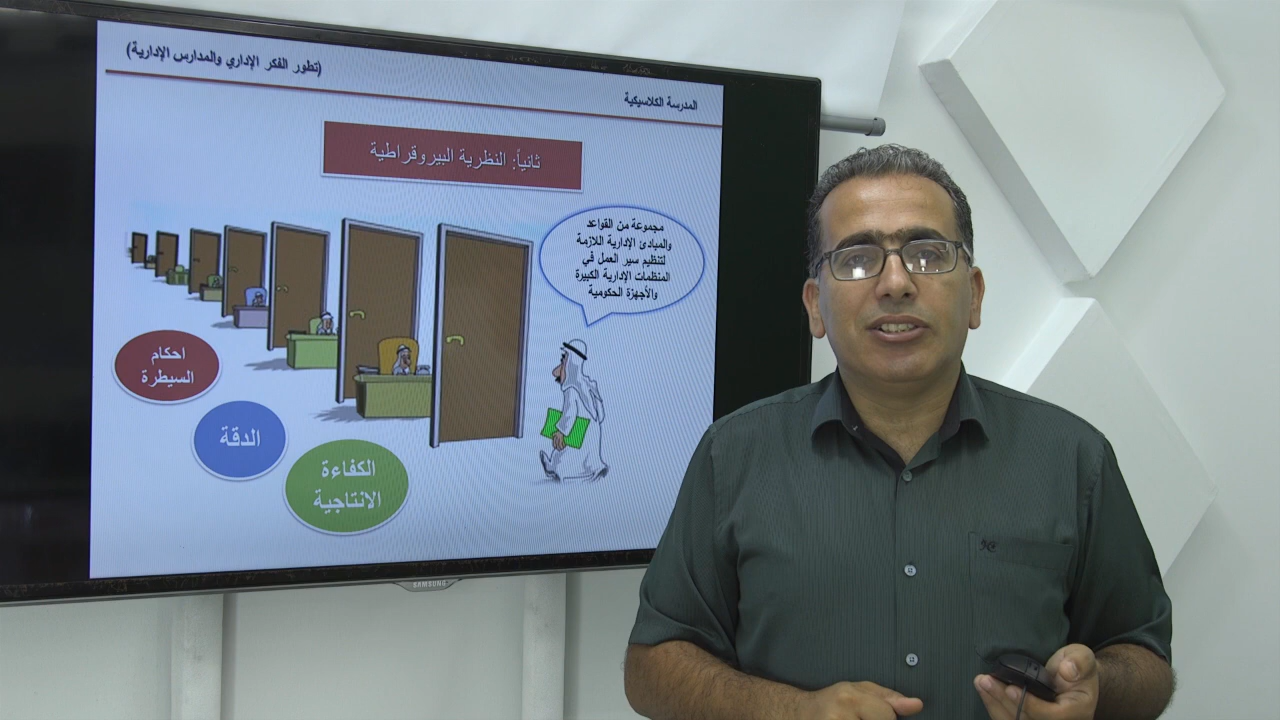 (تطور الفكر الإداري والمدارس الإدارية)
المدرسة الكلاسيكية
ثانياً: النظرية البيروقراطية
مجموعة من القواعد
والمبادئ الإدارية اللازمة
لتنظيم سير العمل في
المنظمات الإدارية الكبيرة
والأجهزة الحكومية
احكام
السيطرة
الدقة
الكفاءة
الانتاجية
SAMSUNG